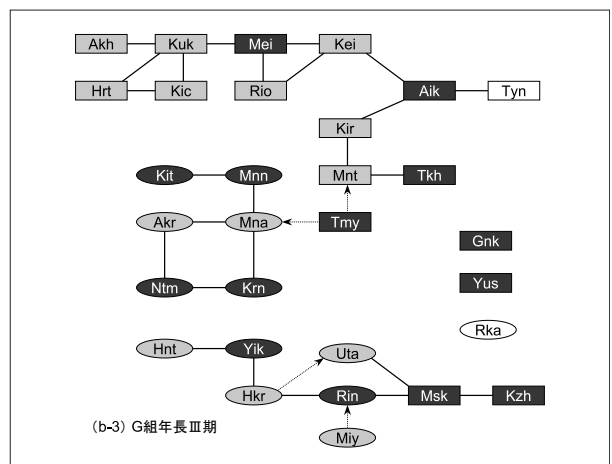 Akh Kuk Mei Kei
Hrt Kic Rio Aik Tyn
Kir
Kit Mnn Mnt Tkh
Akr Mna Tmy
Gnk
Ntm Krn Yus
Rka
Hnt Yik Uta
Hkr Rin Msk Kzh
(b-3) G組年長Ⅲ期 Miy